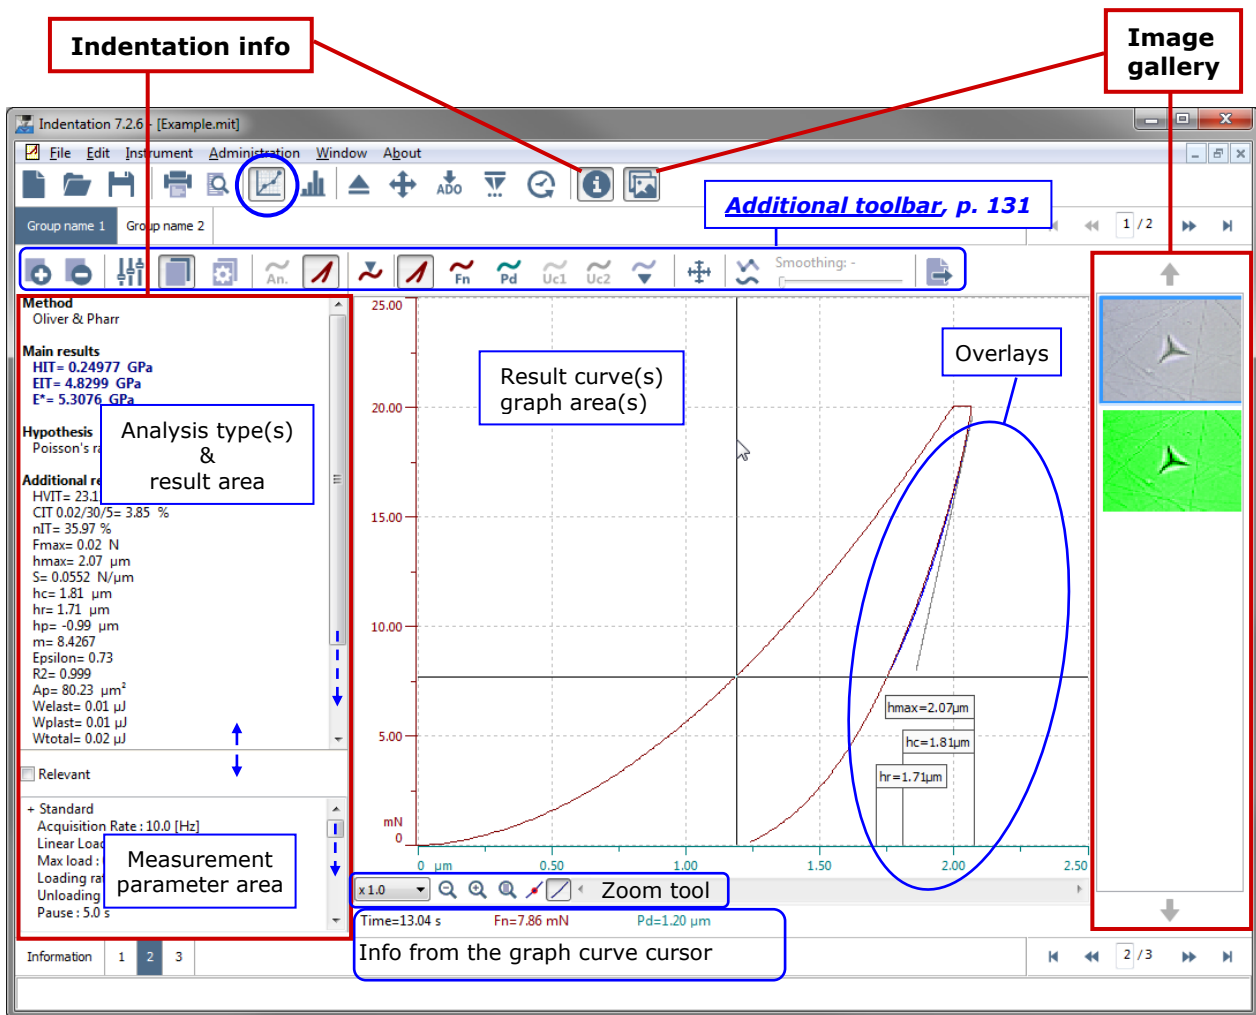 Indentation info
Image
gallery
Indentation 7.2.6 - [Example.mit]
File Edit Instrument Administration Window About
ADO
Additional toolbar, p. 131
Group name 1 Group name 2
1 / 2
An. Fn Pd Uc1 Uc2 Smoothing: -
Method
Oliver & Pharr
Main results
HIT= 0.24977 GPa
EIT= 4.8299 GPa
E*= 5.3076 GPa
Hypothesis
Poisson's
Analysis type(s)
&
result area
Additional
HVIT= 23.1
CIT 0.02/30/5= 3.85 %
nIT= 35.97 %
Fmax= 0.02 N
hmax= 2.07 µm
S= 0.0552 N/µm
hc= 1.81 µm
hr= 1.71 µm
hp= -0.99 µm
m= 8.4267
Epsilon= 0.73
R2= 0.999
Ap= 80.23 µm²
Welast= 0.01 µJ
Wplast= 0.01 µJ
Wtotal= 0.02 µJ
Relevant
+ Standard
Acquisition Rate : 10.0 [Hz]
Linear
Max load :
Loading
Unloading
Pause : 5.0 s
Measurement
parameter area
25.00
20.00
15.00
10.00
5.00
mN
0
Result curve(s)
graph area(s)
Overlays
hmax=2.07µm
hc=1.81µm
hr=1.71µm
0 µm 0.50 1.00 1.50 2.00 2.50
x 1.0 Zoom tool
Time=13.04 s Fn=7.86 mN Pd=1.20 µm
Info from the graph curve cursor
Information 1 2 3
2 / 3